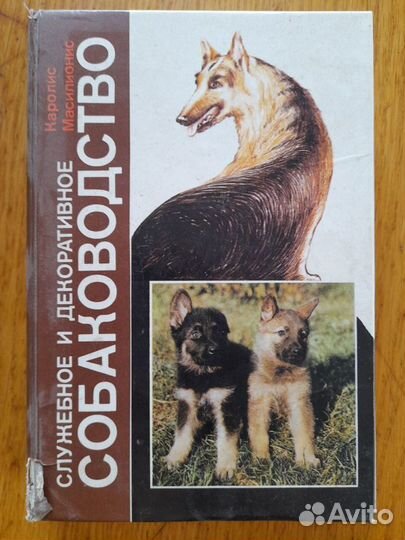 Каролис
Масилионис
СЛУЖЕБНОЕ И ДЕКОРАТИВНОЕ
СОБАКОВОДСТВО
Avito